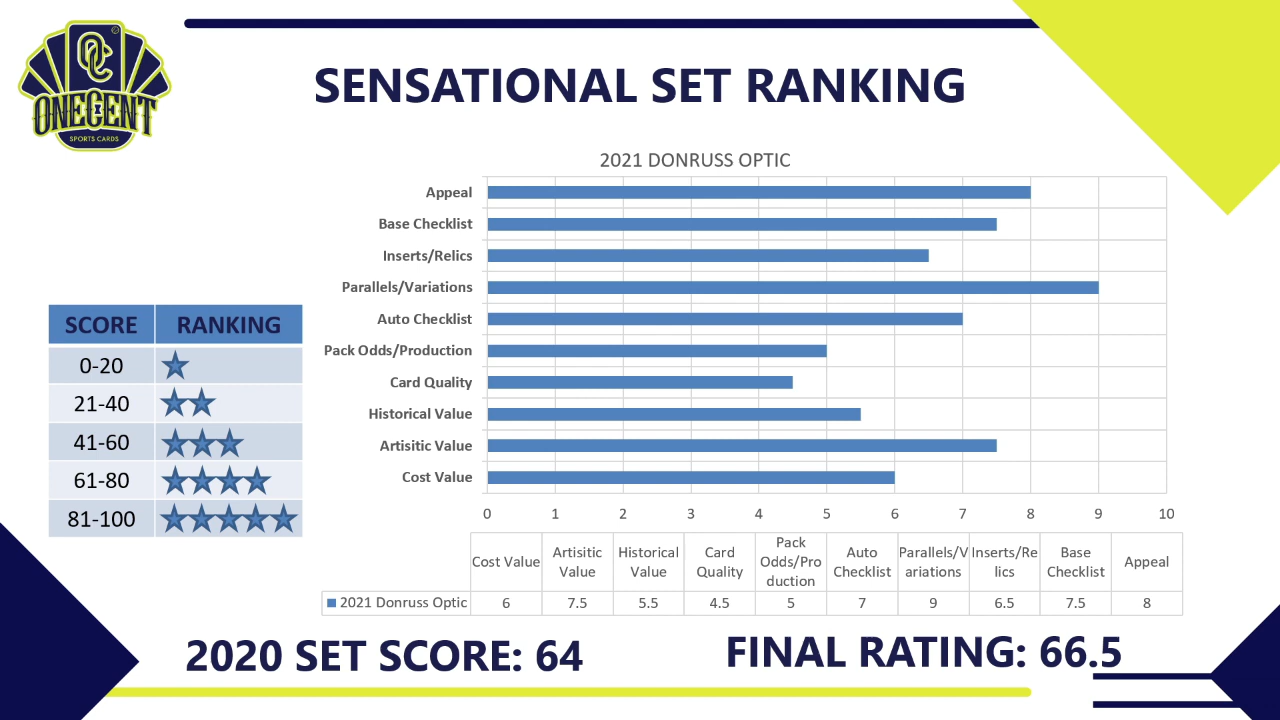 OC
ONECENT
SPORTS CARDS
SENSATIONAL SET RANKING
2021 DONRUSS OPTIC
Appeal
Base Checklist
Inserts/Relics
Parallels/Variations
Auto Checklist
Pack Odds/Production
Card Quality
Historical Value
Artisitic Value
Cost Value
0 1 2 3 4 5 6 7 8 9 10
SCORE RANKING
0-20
21-40
41-60
61-80
81-100
Cost Value
Artisitic
Value
Historical
Value
Card
Quality
Pack
Odds/Pro
duction
Auto
Checklist
Parallels/V
ariations
Inserts/Re
lics
Base
Checklist
Appeal
2021 Donruss Optic 6 7.5 5.5 4.5 5 7 9 6.5 7.5 8
2020 SET SCORE: 64
FINAL RATING: 66.5